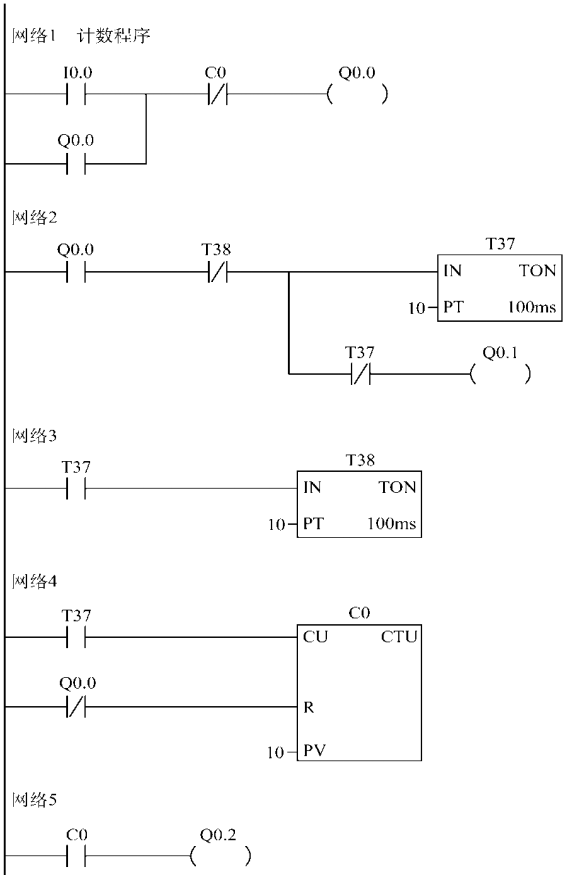 网络1 计数程序
I0.0 C0 Q0.0
Q0.0
网络2
Q0.0 T38 T37
IN TON
10 PT 100ms
T37 Q0.1
网络3
T37 T38
IN TON
10 PT 100ms
网络4
T37 C0
CU CTU
Q0.0
R
10 PV
网络5
C0 Q0.2